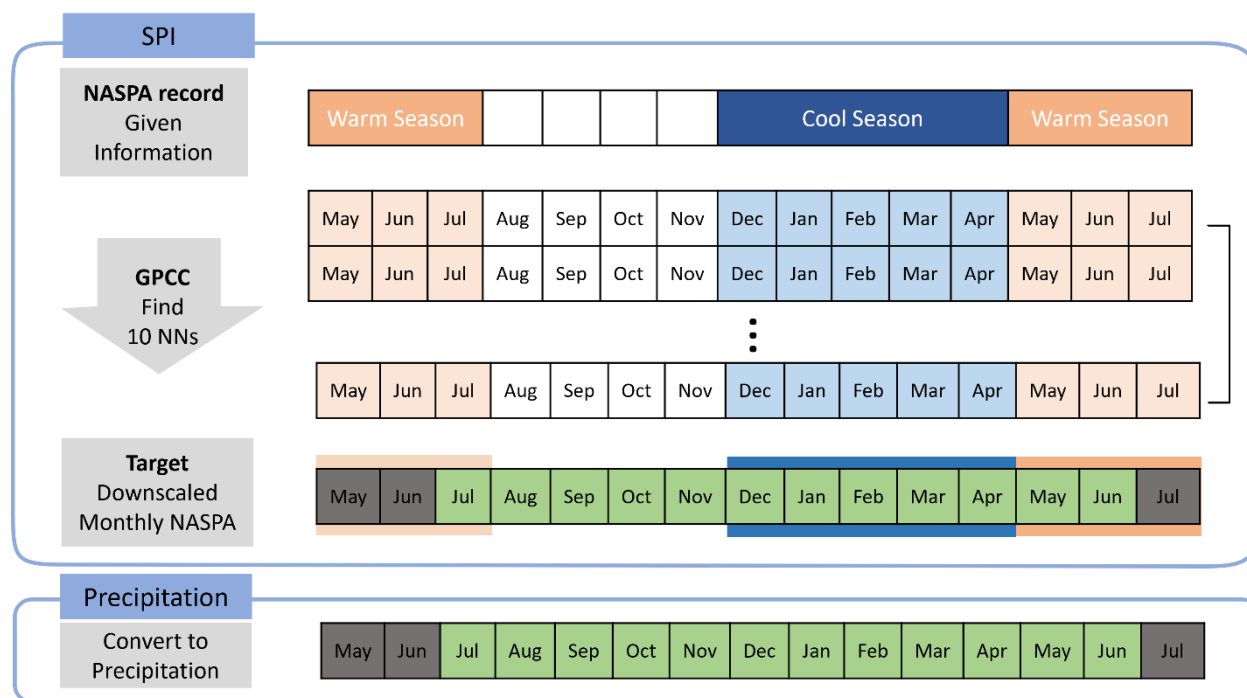 SPI
NASPA record
Given
Information
Warm Season Cool Season Warm Season
May Jun Jul Aug Sep Oct Nov Dec Jan Feb Mar Apr May Jun Jul
May Jun Jul Aug Sep Oct Nov Dec Jan Feb Mar Apr May Jun Jul
GPCC
Find
10 NNs
May Jun Jul Aug Sep Oct Nov Dec Jan Feb Mar Apr May Jun Jul
Target
Downscaled
Monthly NASPA
May Jun Jul Aug Sep Oct Nov Dec Jan Feb Mar Apr May Jun Jul
Precipitation
Convert to
Precipitation
May Jun Jul Aug Sep Oct Nov Dec Jan Feb Mar Apr May Jun Jul